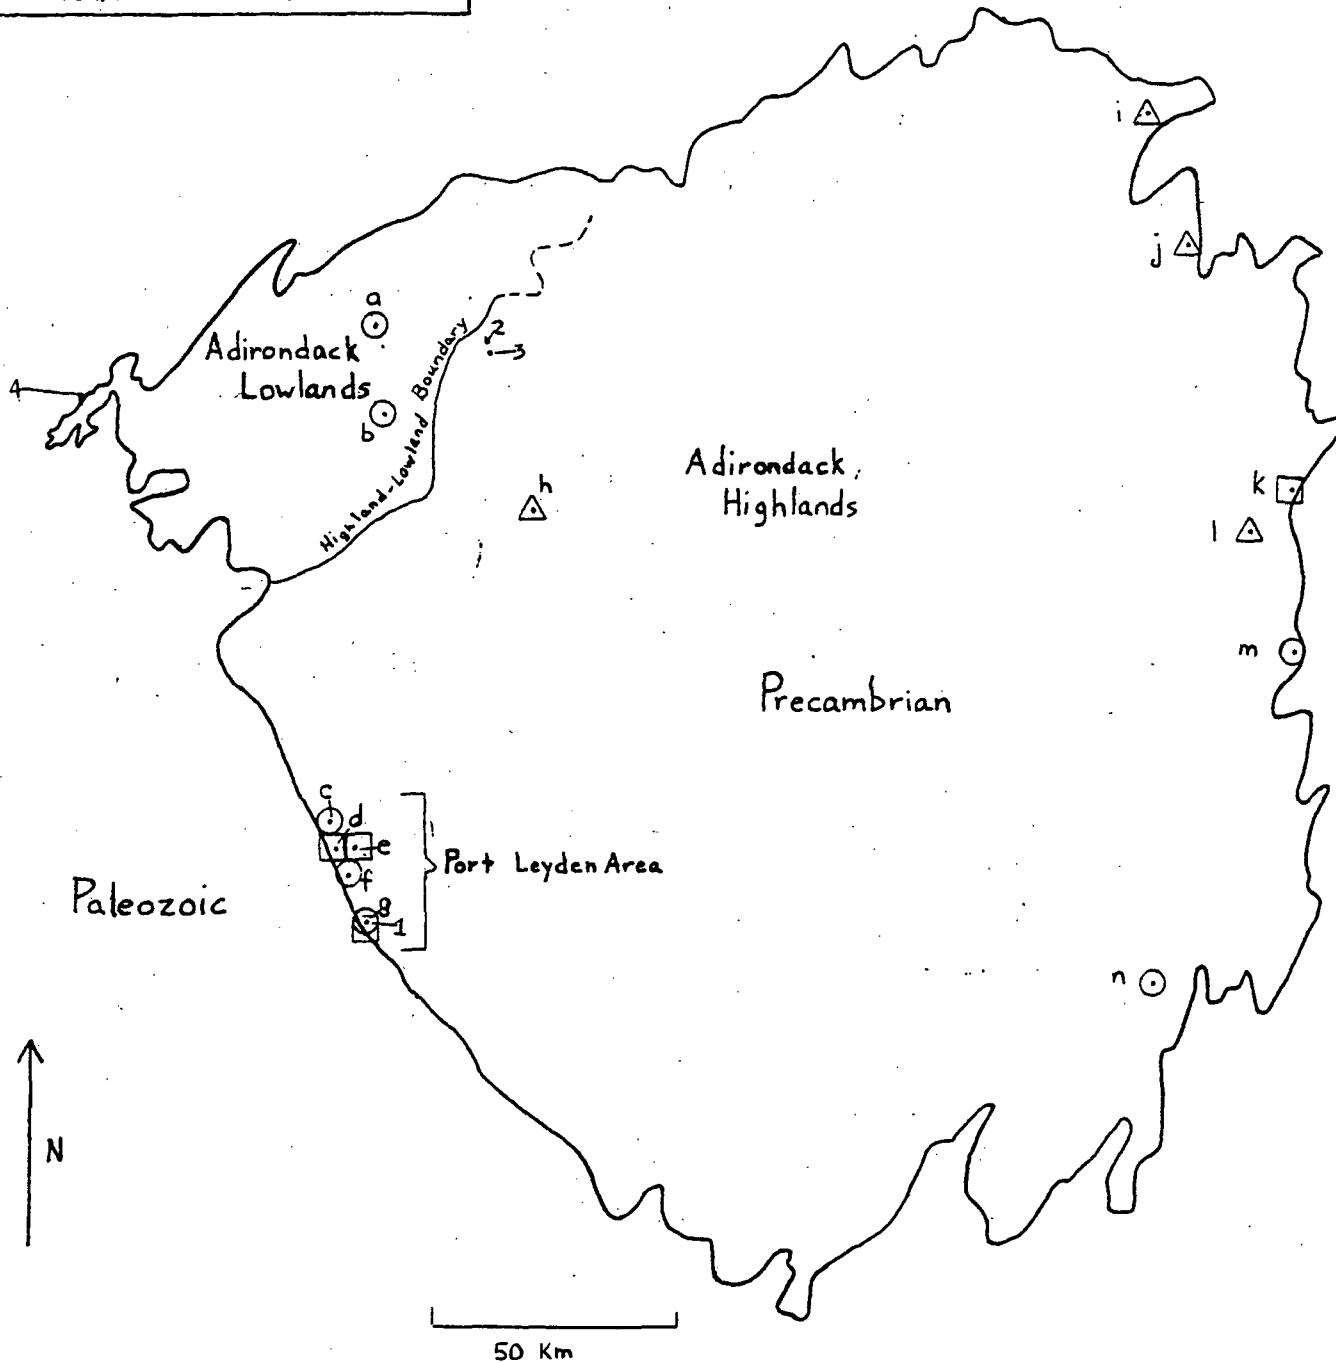 i
j
a
2
3
Adirondack
Lowlands
4
b
Highland-Lowland Boundary
h
Adirondack
Highlands
k
l
m
Precambrian
c
d
e
f
Port Leyden Area
g
1
Paleozoic
n
N
50 Km